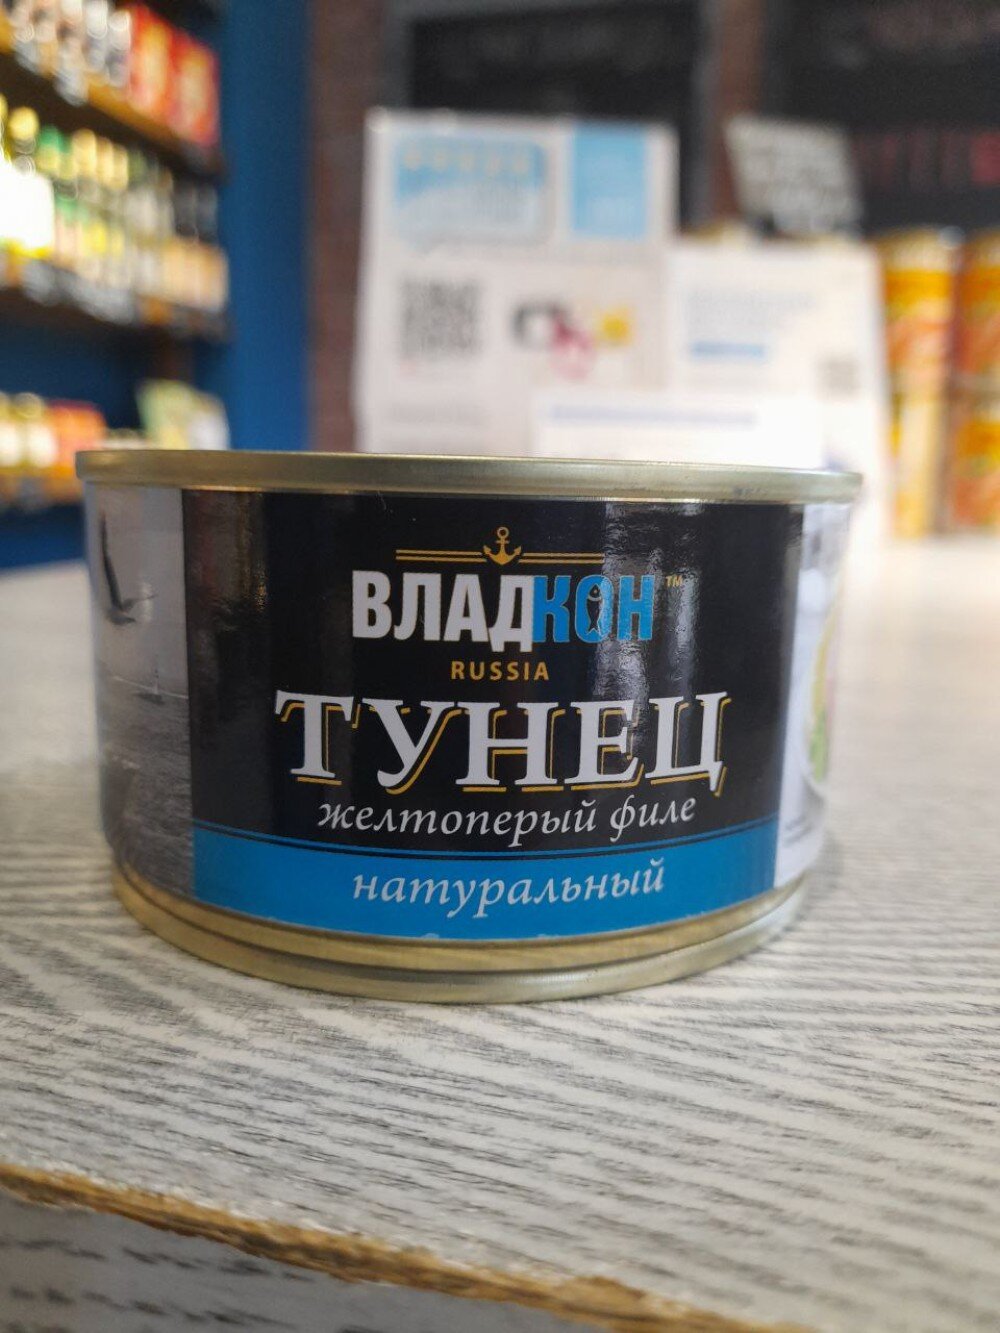 ВЛАДКОН™
RUSSIA
ТУНЕЦ
желтоперый филе
натуральный